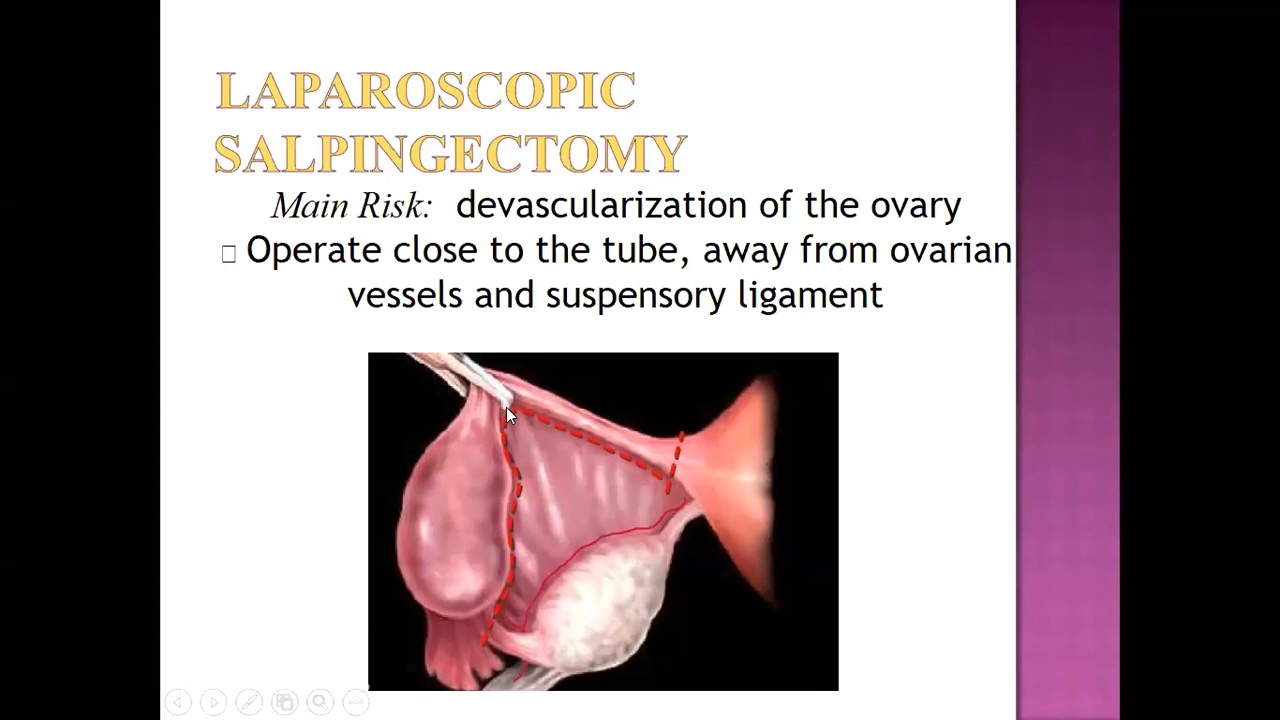 LAPAROSCOPIC
SALPINGECTOMY
Main Risk: devascularization of the ovary
Operate close to the tube, away from ovarian
vessels and suspensory ligament